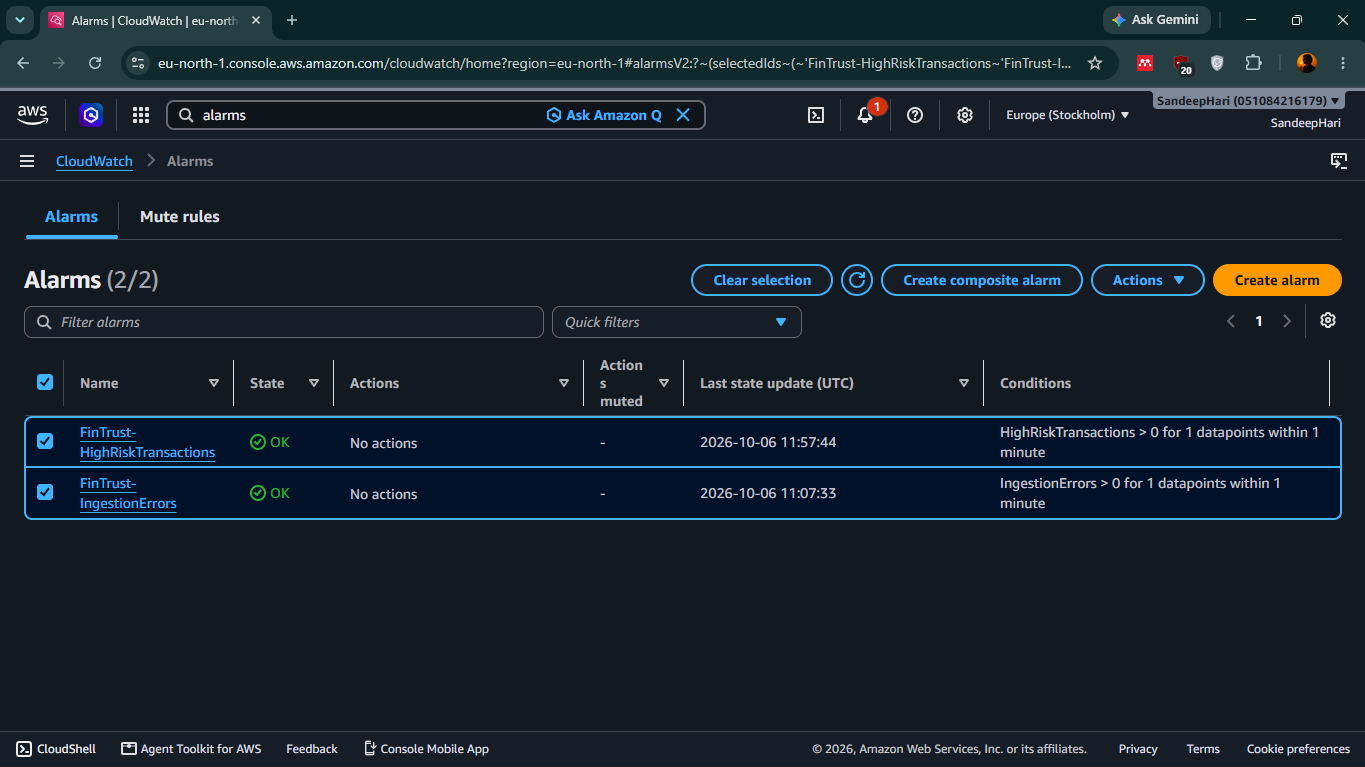 Alarms | CloudWatch | eu-north
Ask Gemini
eu-north-1.console.aws.amazon.com/cloudwatch/home?region=eu-north-1#alarmsV2:?~(selectedIds~(~'FinTrust-HighRiskTransactions~'FinTrust-I...
20
aws
alarms
Ask Amazon Q
1
Europe (Stockholm)
SandeepHari (051084216179)
SandeepHari
CloudWatch
Alarms
Alarms
Mute rules
Alarms (2/2)
Clear selection
Create composite alarm
Actions
Create alarm
Filter alarms
Quick filters
1
Name
State
Actions
Action
s
muted
Last state update (UTC)
Conditions
FinTrust-
HighRiskTransactions
OK
No actions
-
2026-10-06 11:57:44
HighRiskTransactions > 0 for 1 datapoints within 1
minute
FinTrust-
IngestionErrors
OK
No actions
-
2026-10-06 11:07:33
IngestionErrors > 0 for 1 datapoints within 1
minute
CloudShell
Agent Toolkit for AWS
Feedback
Console Mobile App
© 2026, Amazon Web Services, Inc. or its affiliates.
Privacy
Terms
Cookie preferences